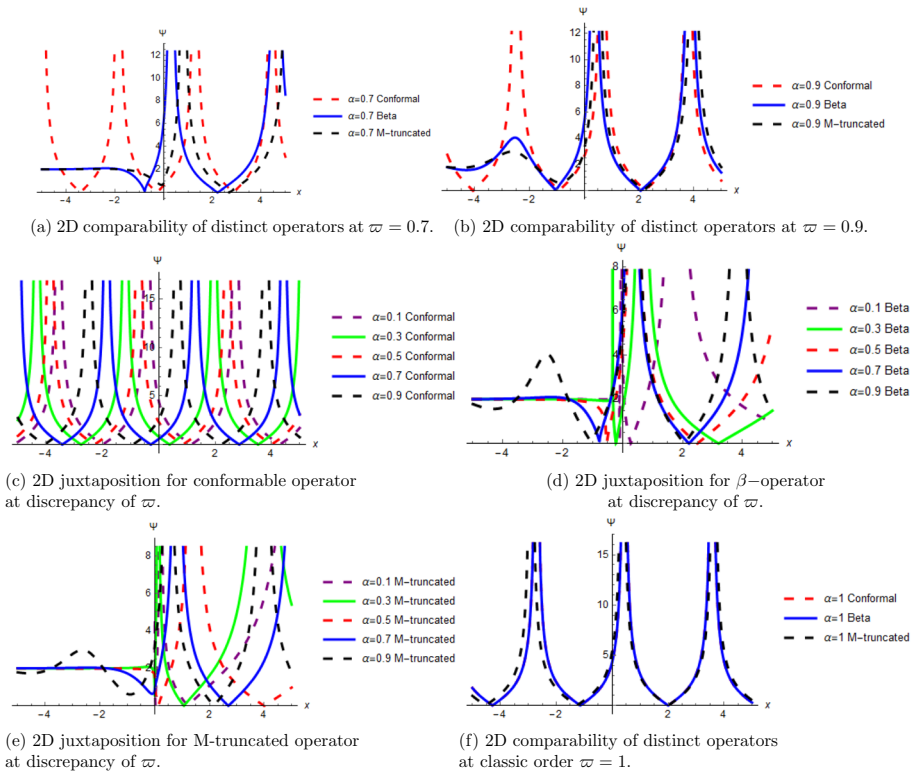 Ψ
12
10
8
6
4
2
−4 −2 2 4 x
α=0.7 Conformal
α=0.7 Beta
α=0.7 M−truncated
(a) 2D comparability of distinct operators at ϖ = 0.7.
Ψ
12
10
8
6
4
2
−4 −2 0 2 4 x
α=0.9 Conformal
α=0.9 Beta
α=0.9 M−truncated
(b) 2D comparability of distinct operators at ϖ = 0.9.
Ψ
15
10
5
−4 −2 2 4 x
α=0.1 Conformal
α=0.3 Conformal
α=0.5 Conformal
α=0.7 Conformal
α=0.9 Conformal
(c) 2D juxtaposition for conformable operator
at discrepancy of ϖ.
Ψ
8
6
4
2
−4 −2 0 2 4 x
α=0.1 Beta
α=0.3 Beta
α=0.5 Beta
α=0.7 Beta
α=0.9 Beta
(d) 2D juxtaposition for β−operator
at discrepancy of ϖ.
Ψ
8
6
4
2
−4 −2 0 2 4 x
α=0.1 M−truncated
α=0.3 M−truncated
α=0.5 M−truncated
α=0.7 M−truncated
α=0.9 M−truncated
(e) 2D juxtaposition for M-truncated operator
at discrepancy of ϖ.
Ψ
15
10
5
−4 −2 0 2 4 x
α=1 Conformal
α=1 Beta
α=1 M−truncated
(f) 2D comparability of distinct operators
at classic order ϖ = 1.